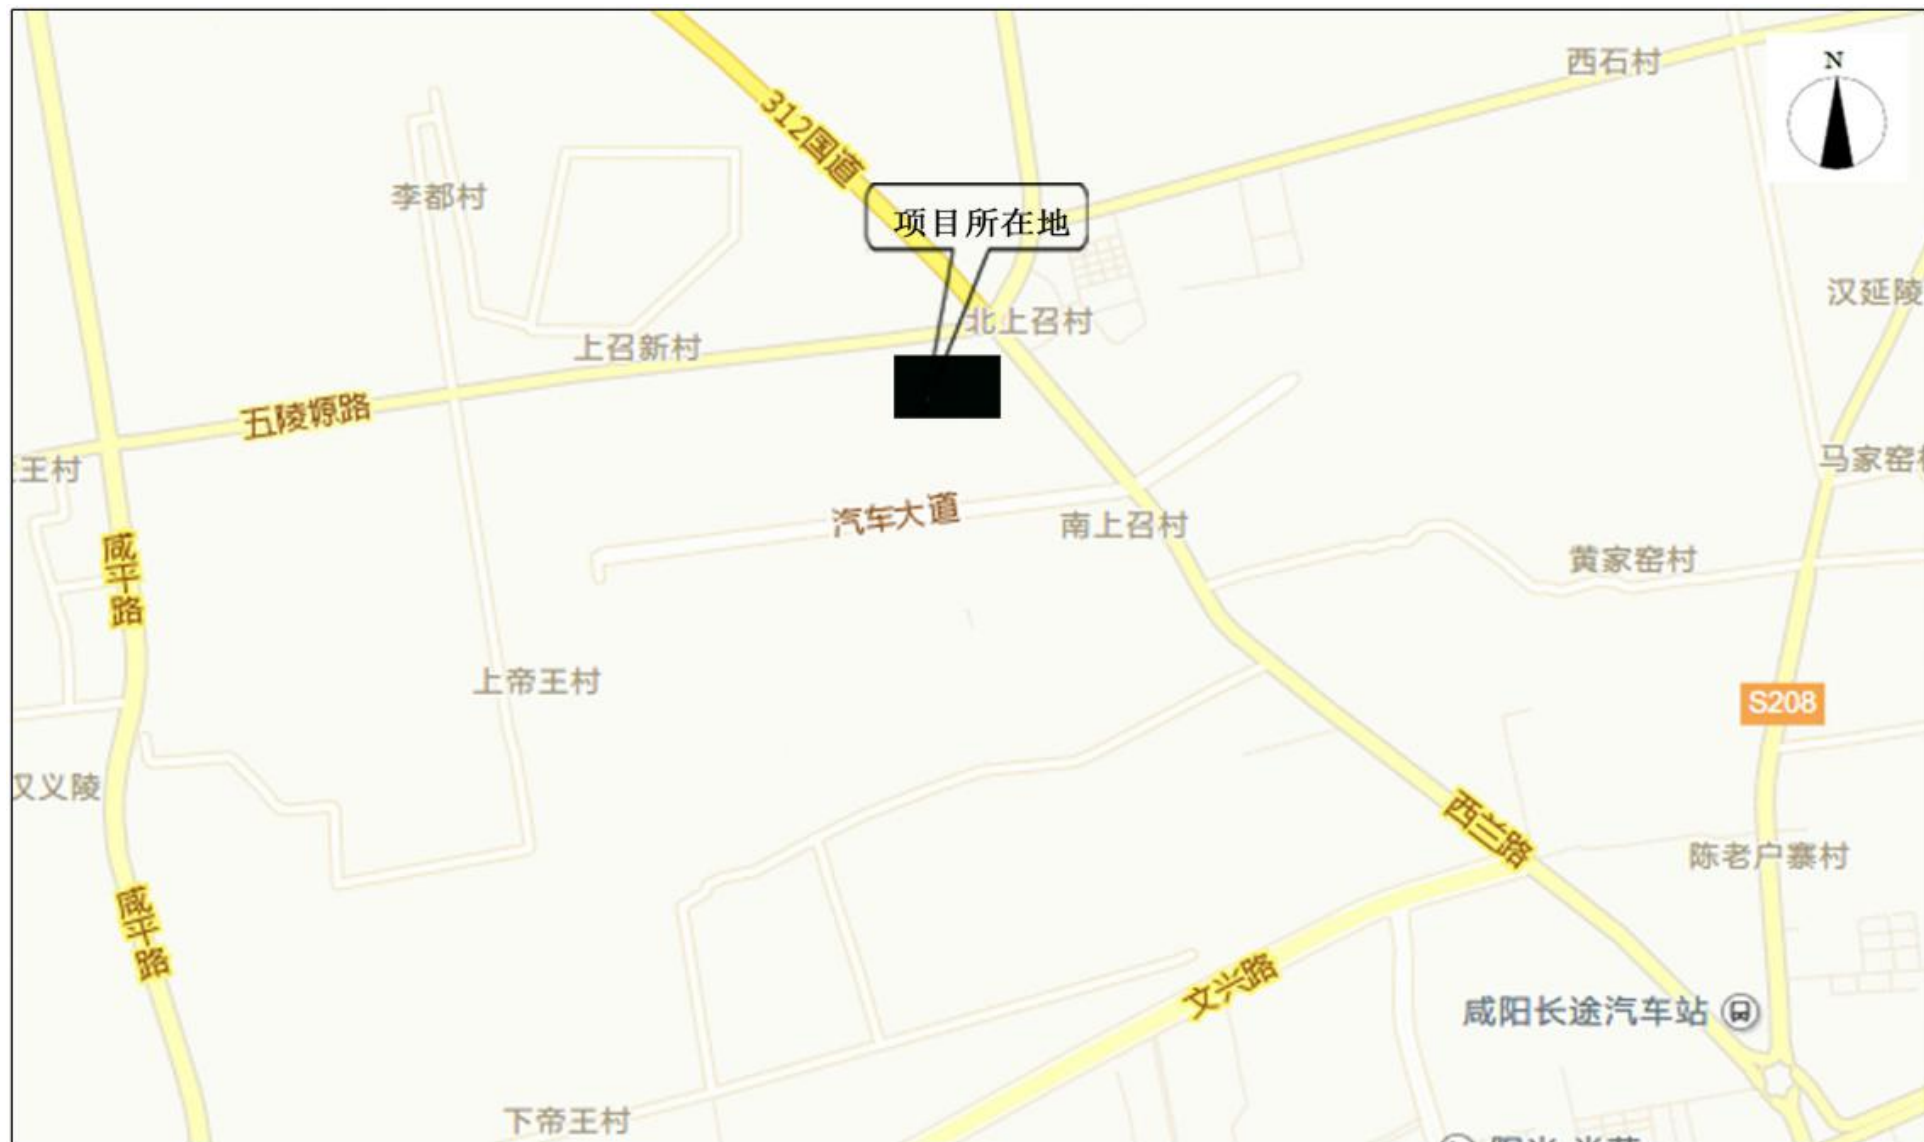 西石村
N
312国道
李都村
项目所在地
汉延陵
北上召村
上召新村
五陵塬路
王村
马家窑
汽车大道
南上召村
咸平路
黄家窑村
上帝王村
S208
汉义陵
西兰路
陈老户寨村
咸平路
文兴路
咸阳长途汽车站
下帝王村